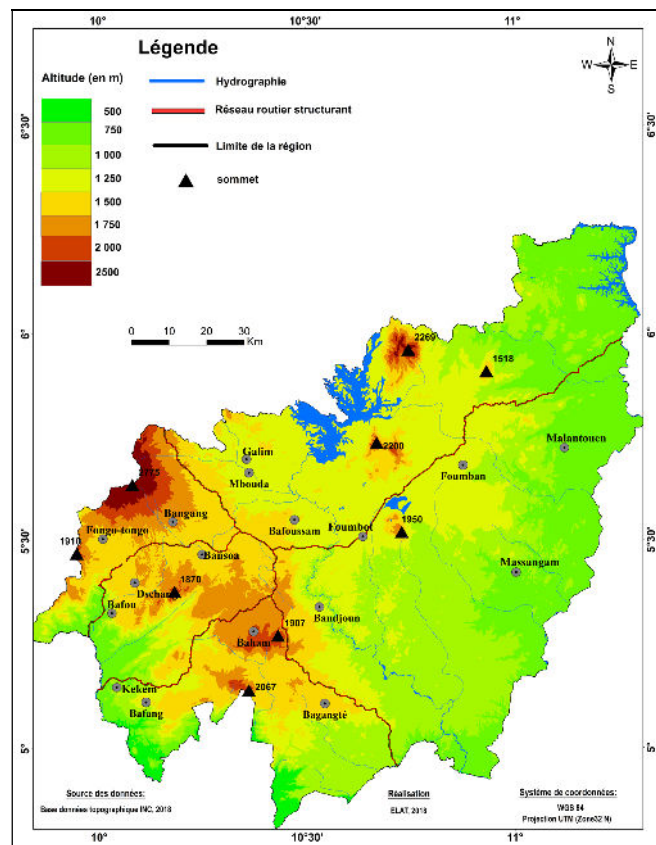 10°
10°30'
11°
Légende
N
W
E
S
Altitude (en m)
500
750
1 000
1 250
1 500
1 750
2 000
2500
Hydrographie
Réseau routier structurant
Limite de la région
sommet
6°30'
6°30'
0 10 20 30
Km
6°
6°
2269
1518
2200
Malantouen
Galim
Mbouda
Foumban
2775
Bangang
Bafoussam
Foumbot
1950
Fongo-tongo
5°30'
5°30'
1910
Bansoa
Massangam
1870
Dschang
Bafou
Bandjoun
1907
Baham
Kekem
2067
Bafang
Bagangtè
5°
5°
Source des données:
Base données topographique INC, 2018
Réalisation
ELAT, 2018
Système de coordonnées:
WGS 84
Projection UTM (Zone32 N)
10°
10°30'
11°